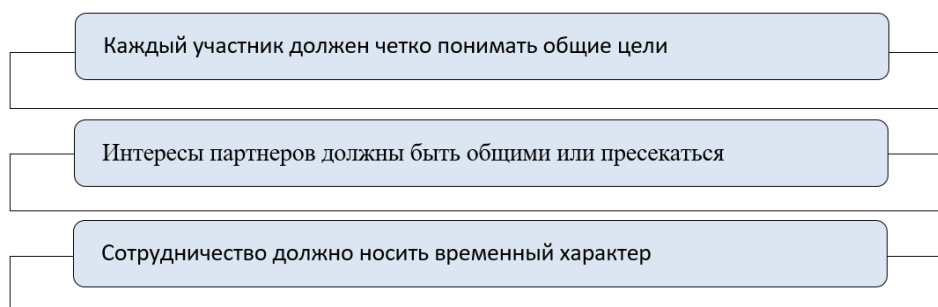 Каждый участник должен четко понимать общие цели
Интересы партнеров должны быть общими или пресекаться
Сотрудничество должно носить временный характер